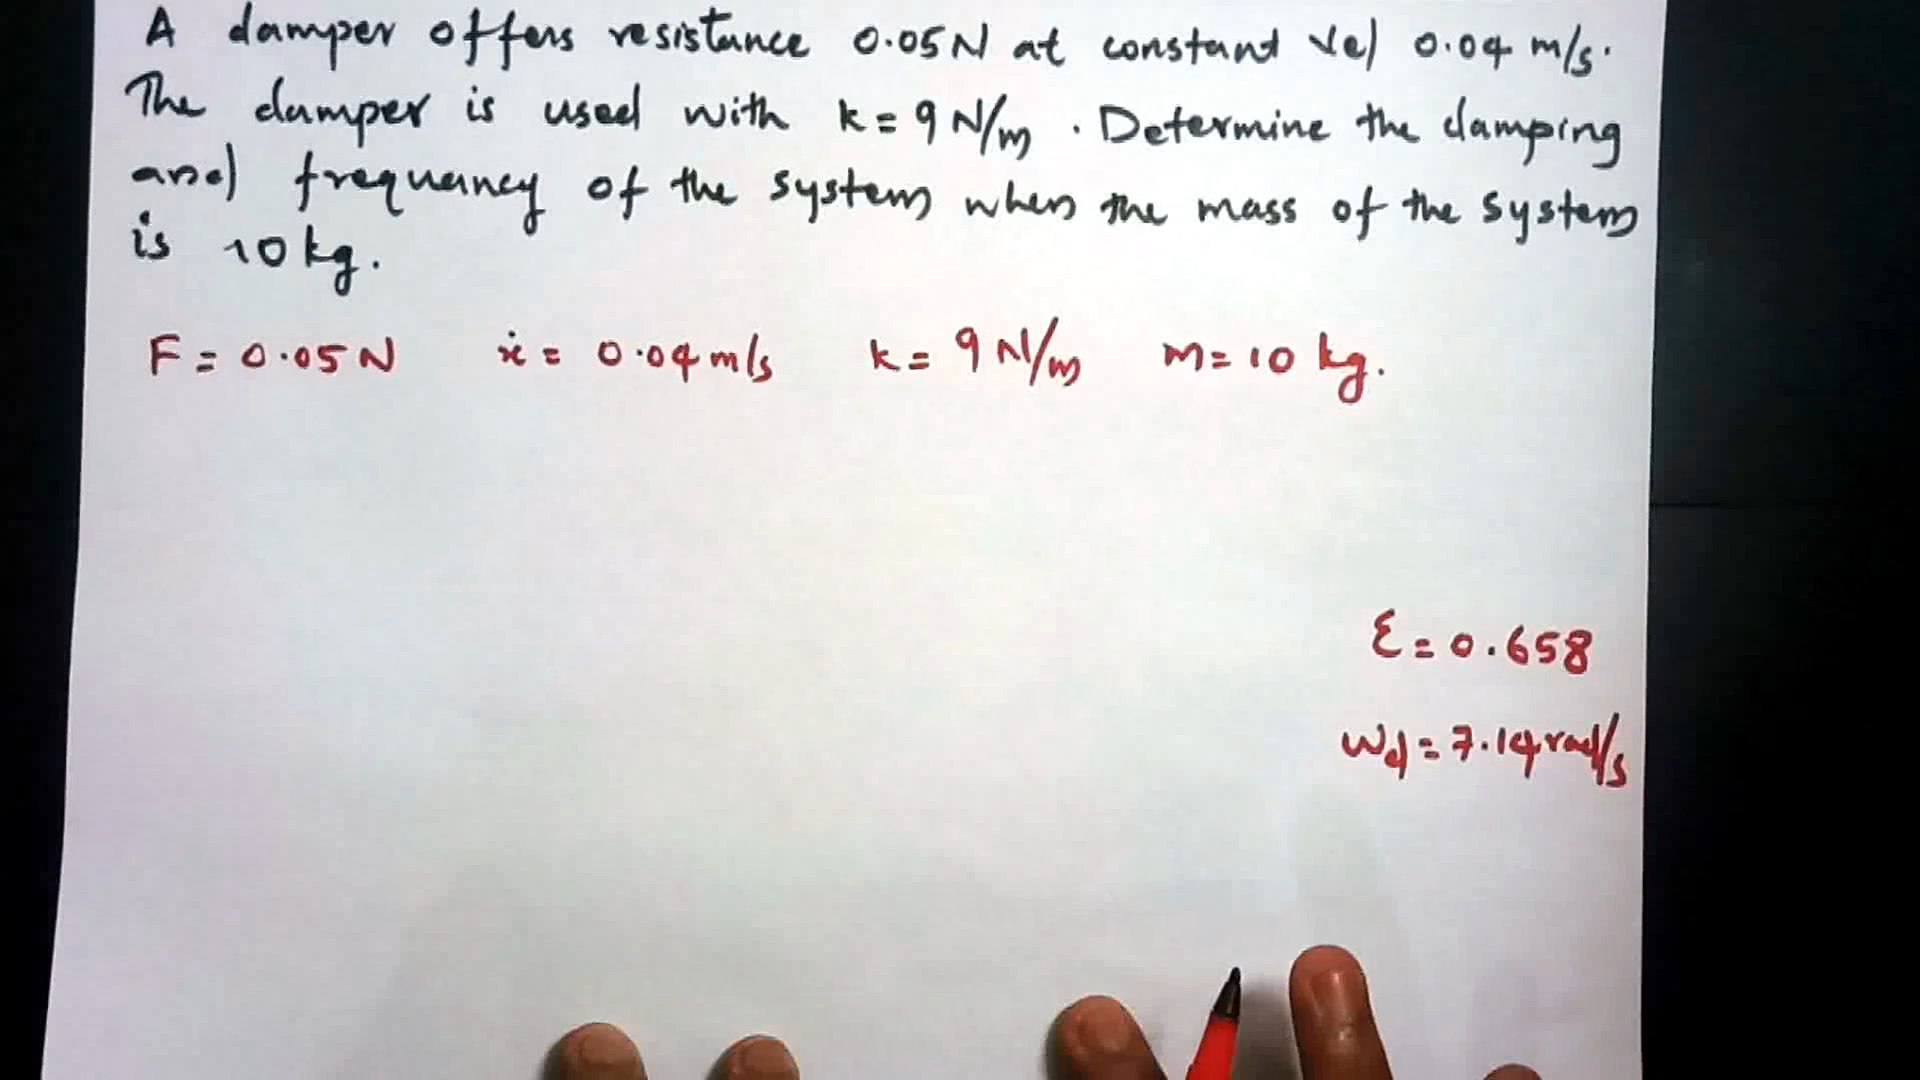 A damper offers resistance 0.05N at constant vel 0.04 m/s.
The damper is used with k = 9 N/m. Determine the damping
and frequency of the system when the mass of the system
is 10 kg.
F = 0.05N ẋ = 0.04 m/s k = 9 N/m m = 10 kg.
ξ = 0.658
ωd = 7.14 rad/s